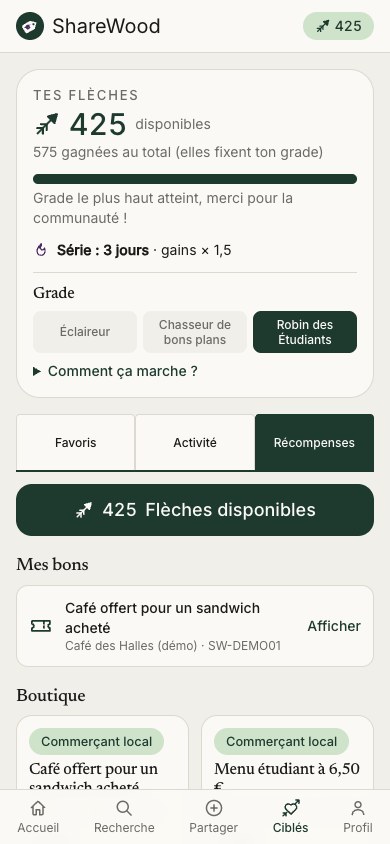 ShareWood
425
TES FLÈCHES
425 disponibles
575 gagnées au total (elles fixent ton grade)
Grade le plus haut atteint, merci pour la
communauté !
Série : 3 jours · gains × 1,5
Grade
Éclaireur
Chasseur de
bons plans
Robin des
Étudiants
Comment ça marche ?
Favoris
Activité
Récompenses
425 Flèches disponibles
Mes bons
Café offert pour un sandwich
acheté
Café des Halles (démo) · SW-DEMO01
Afficher
Boutique
Commerçant local
Café offert pour un
sandwich acheté
Commerçant local
Menu étudiant à 6,50
€
Accueil
Recherche
Partager
Ciblés
Profil